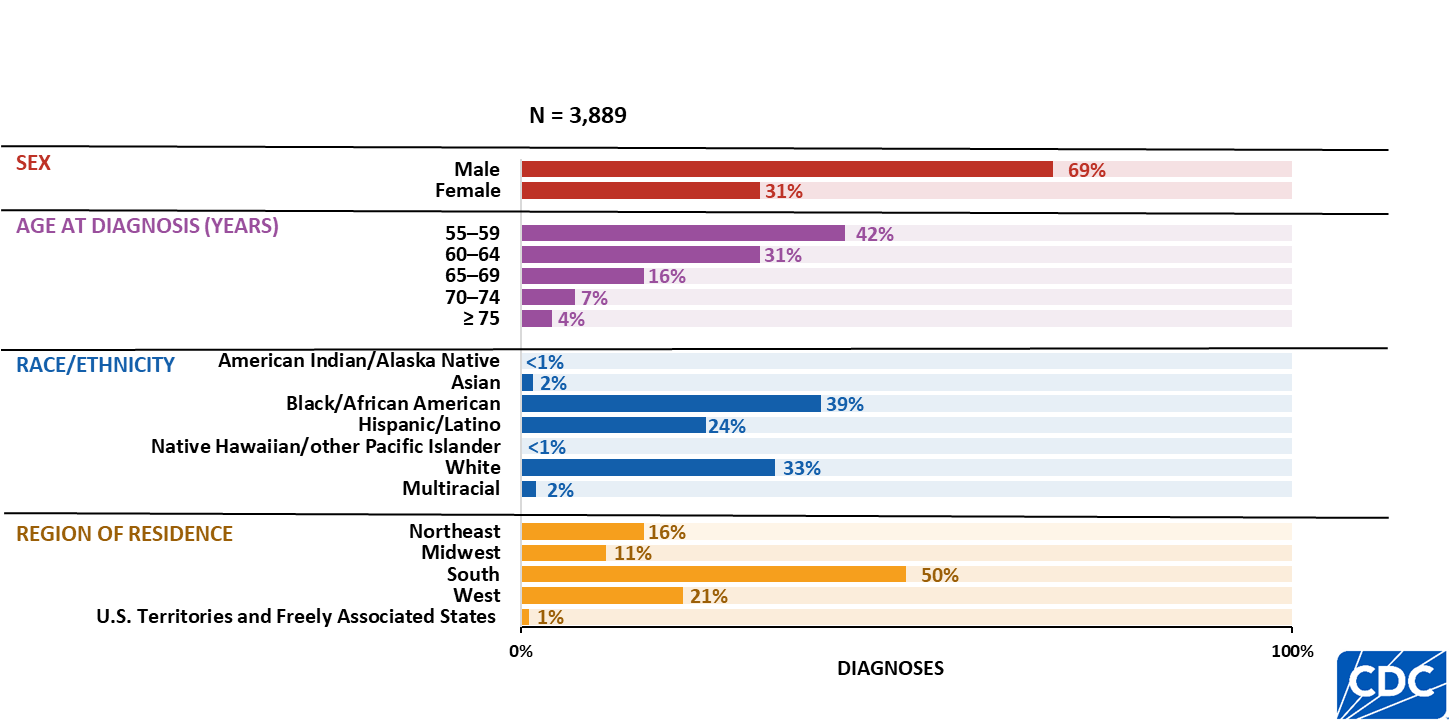 N = 3,889
SEX
Male 69%
Female 31%
AGE AT DIAGNOSIS (YEARS)
55–59 42%
60–64 31%
65–69 16%
70–74 7%
≥ 75 4%
RACE/ETHNICITY
American Indian/Alaska Native <1%
Asian 2%
Black/African American 39%
Hispanic/Latino 24%
Native Hawaiian/other Pacific Islander <1%
White 33%
Multiracial 2%
REGION OF RESIDENCE
Northeast 16%
Midwest 11%
South 50%
West 21%
U.S. Territories and Freely Associated States 1%
0% 100%
DIAGNOSES
CDC